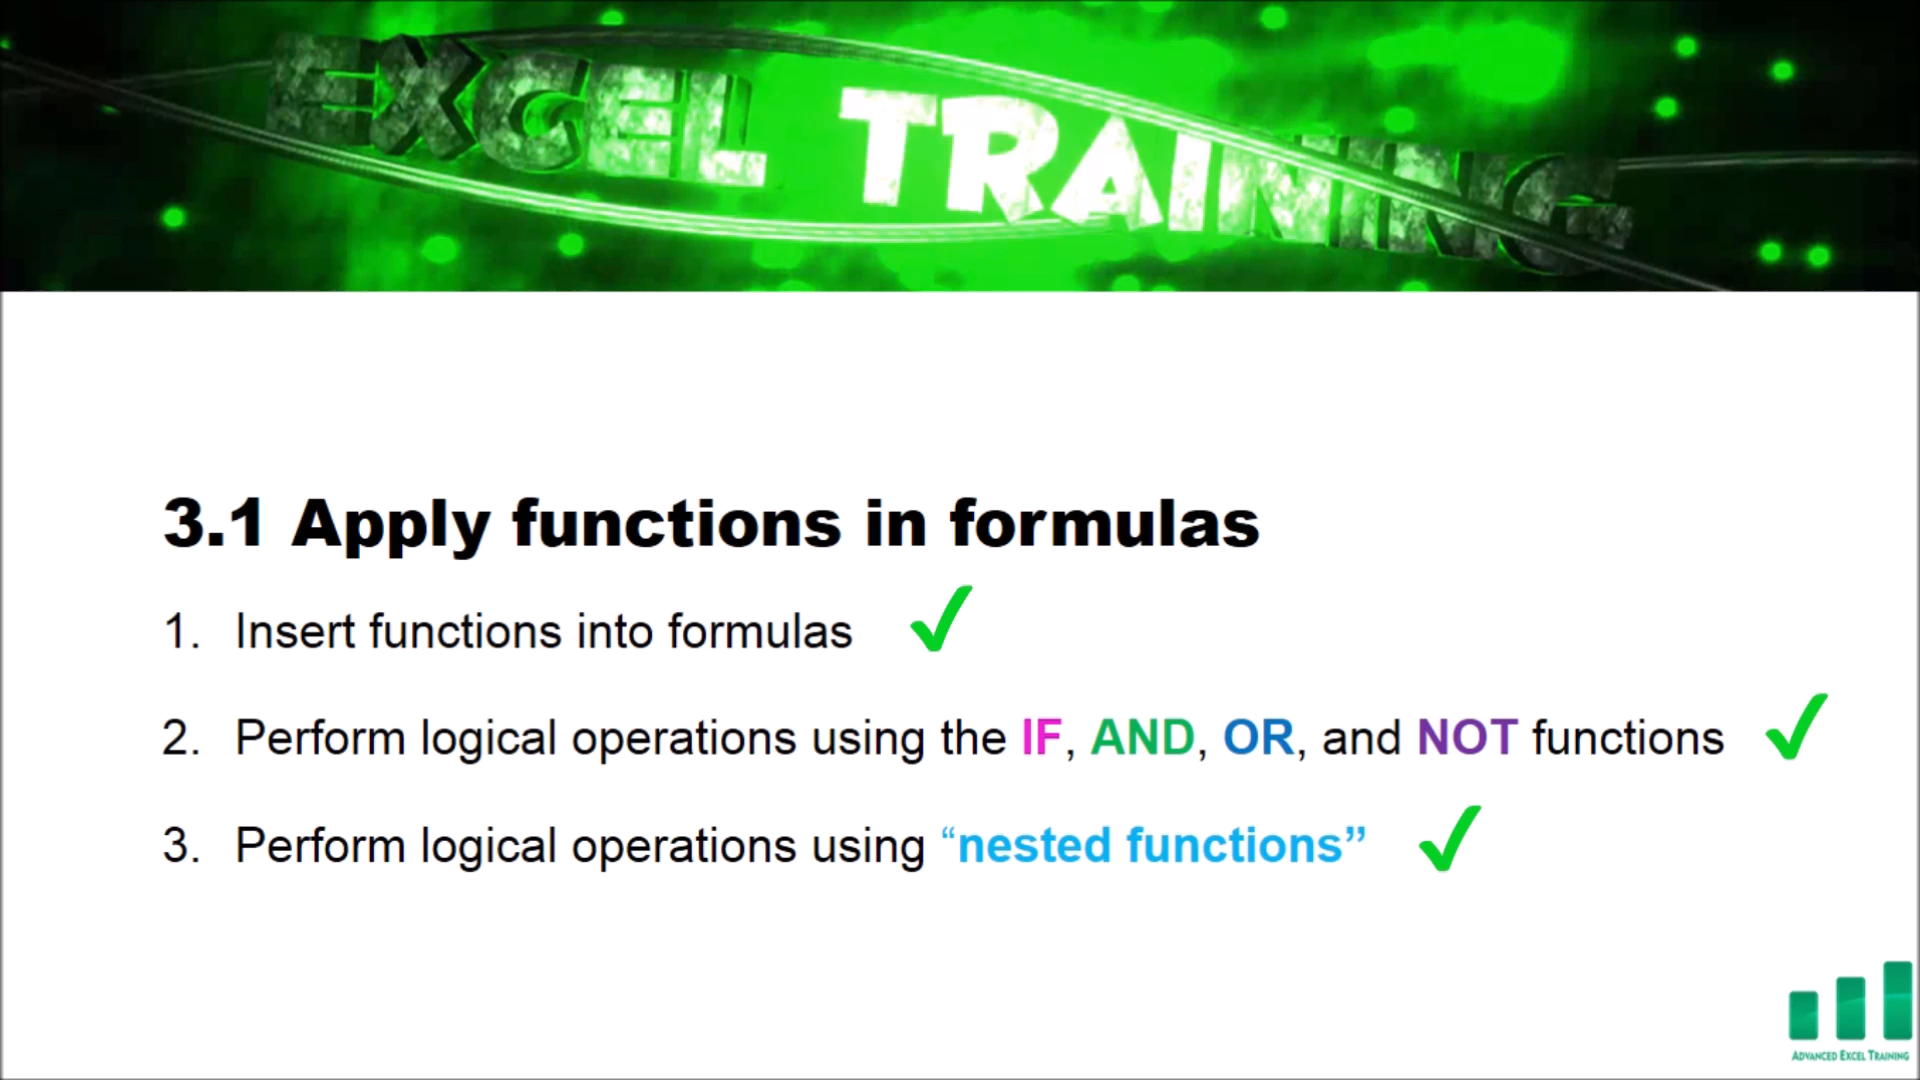 EXCEL TRAINING
3.1 Apply functions in formulas
1. Insert functions into formulas
2. Perform logical operations using the IF, AND, OR, and NOT functions
3. Perform logical operations using “nested functions”
ADVANCED EXCEL TRAINING